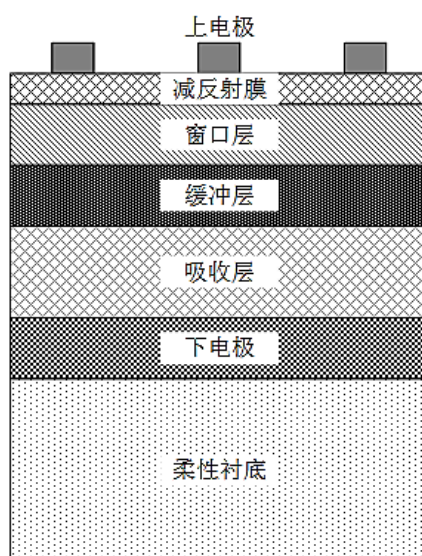 上电极
减反射膜
窗口层
缓冲层
吸收层
下电极
柔性衬底